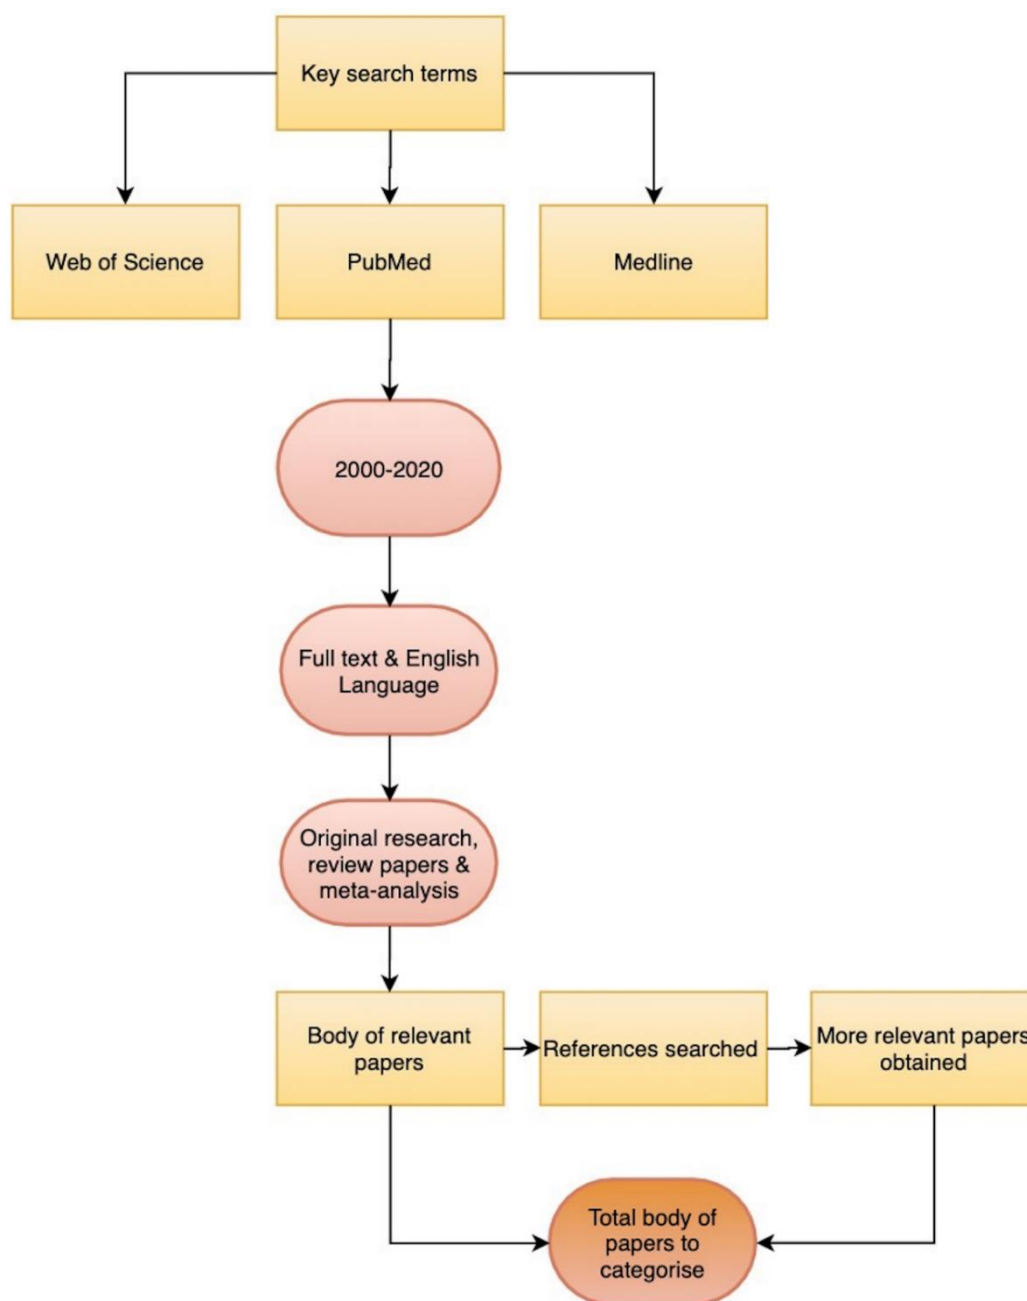 Key search terms
Web of Science
PubMed
Medline
2000-2020
Full text & English
Language
Original research,
review papers &
meta-analysis
Body of relevant
papers
References searched
More relevant papers
obtained
Total body of
papers to
categorise